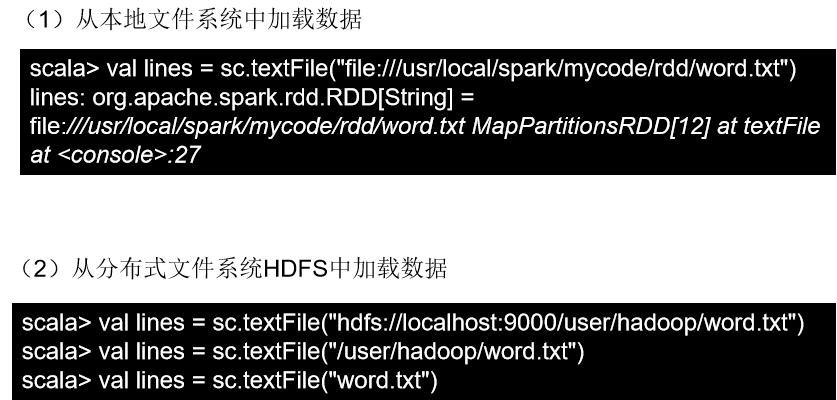 （1）从本地文件系统中加载数据
scala> val lines = sc.textFile("file:///usr/local/spark/mycode/rdd/word.txt")
lines: org.apache.spark.rdd.RDD[String] =
file:///usr/local/spark/mycode/rdd/word.txt MapPartitionsRDD[12] at textFile
at <console>:27
（2）从分布式文件系统HDFS中加载数据
scala> val lines = sc.textFile("hdfs://localhost:9000/user/hadoop/word.txt")
scala> val lines = sc.textFile("/user/hadoop/word.txt")
scala> val lines = sc.textFile("word.txt")